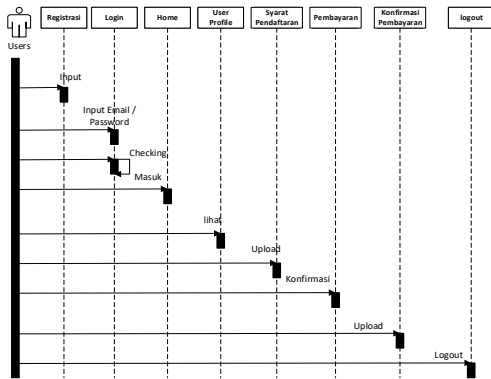 Registrasi
Login
Home
User
Profile
Syarat
Pendaftaran
Pembayaran
Konfirmasi
Pembayaran
logout
Users
Input
Input Email /
Password
Checking
Masuk
lihat
Upload
Konfirmasi
Upload
Logout